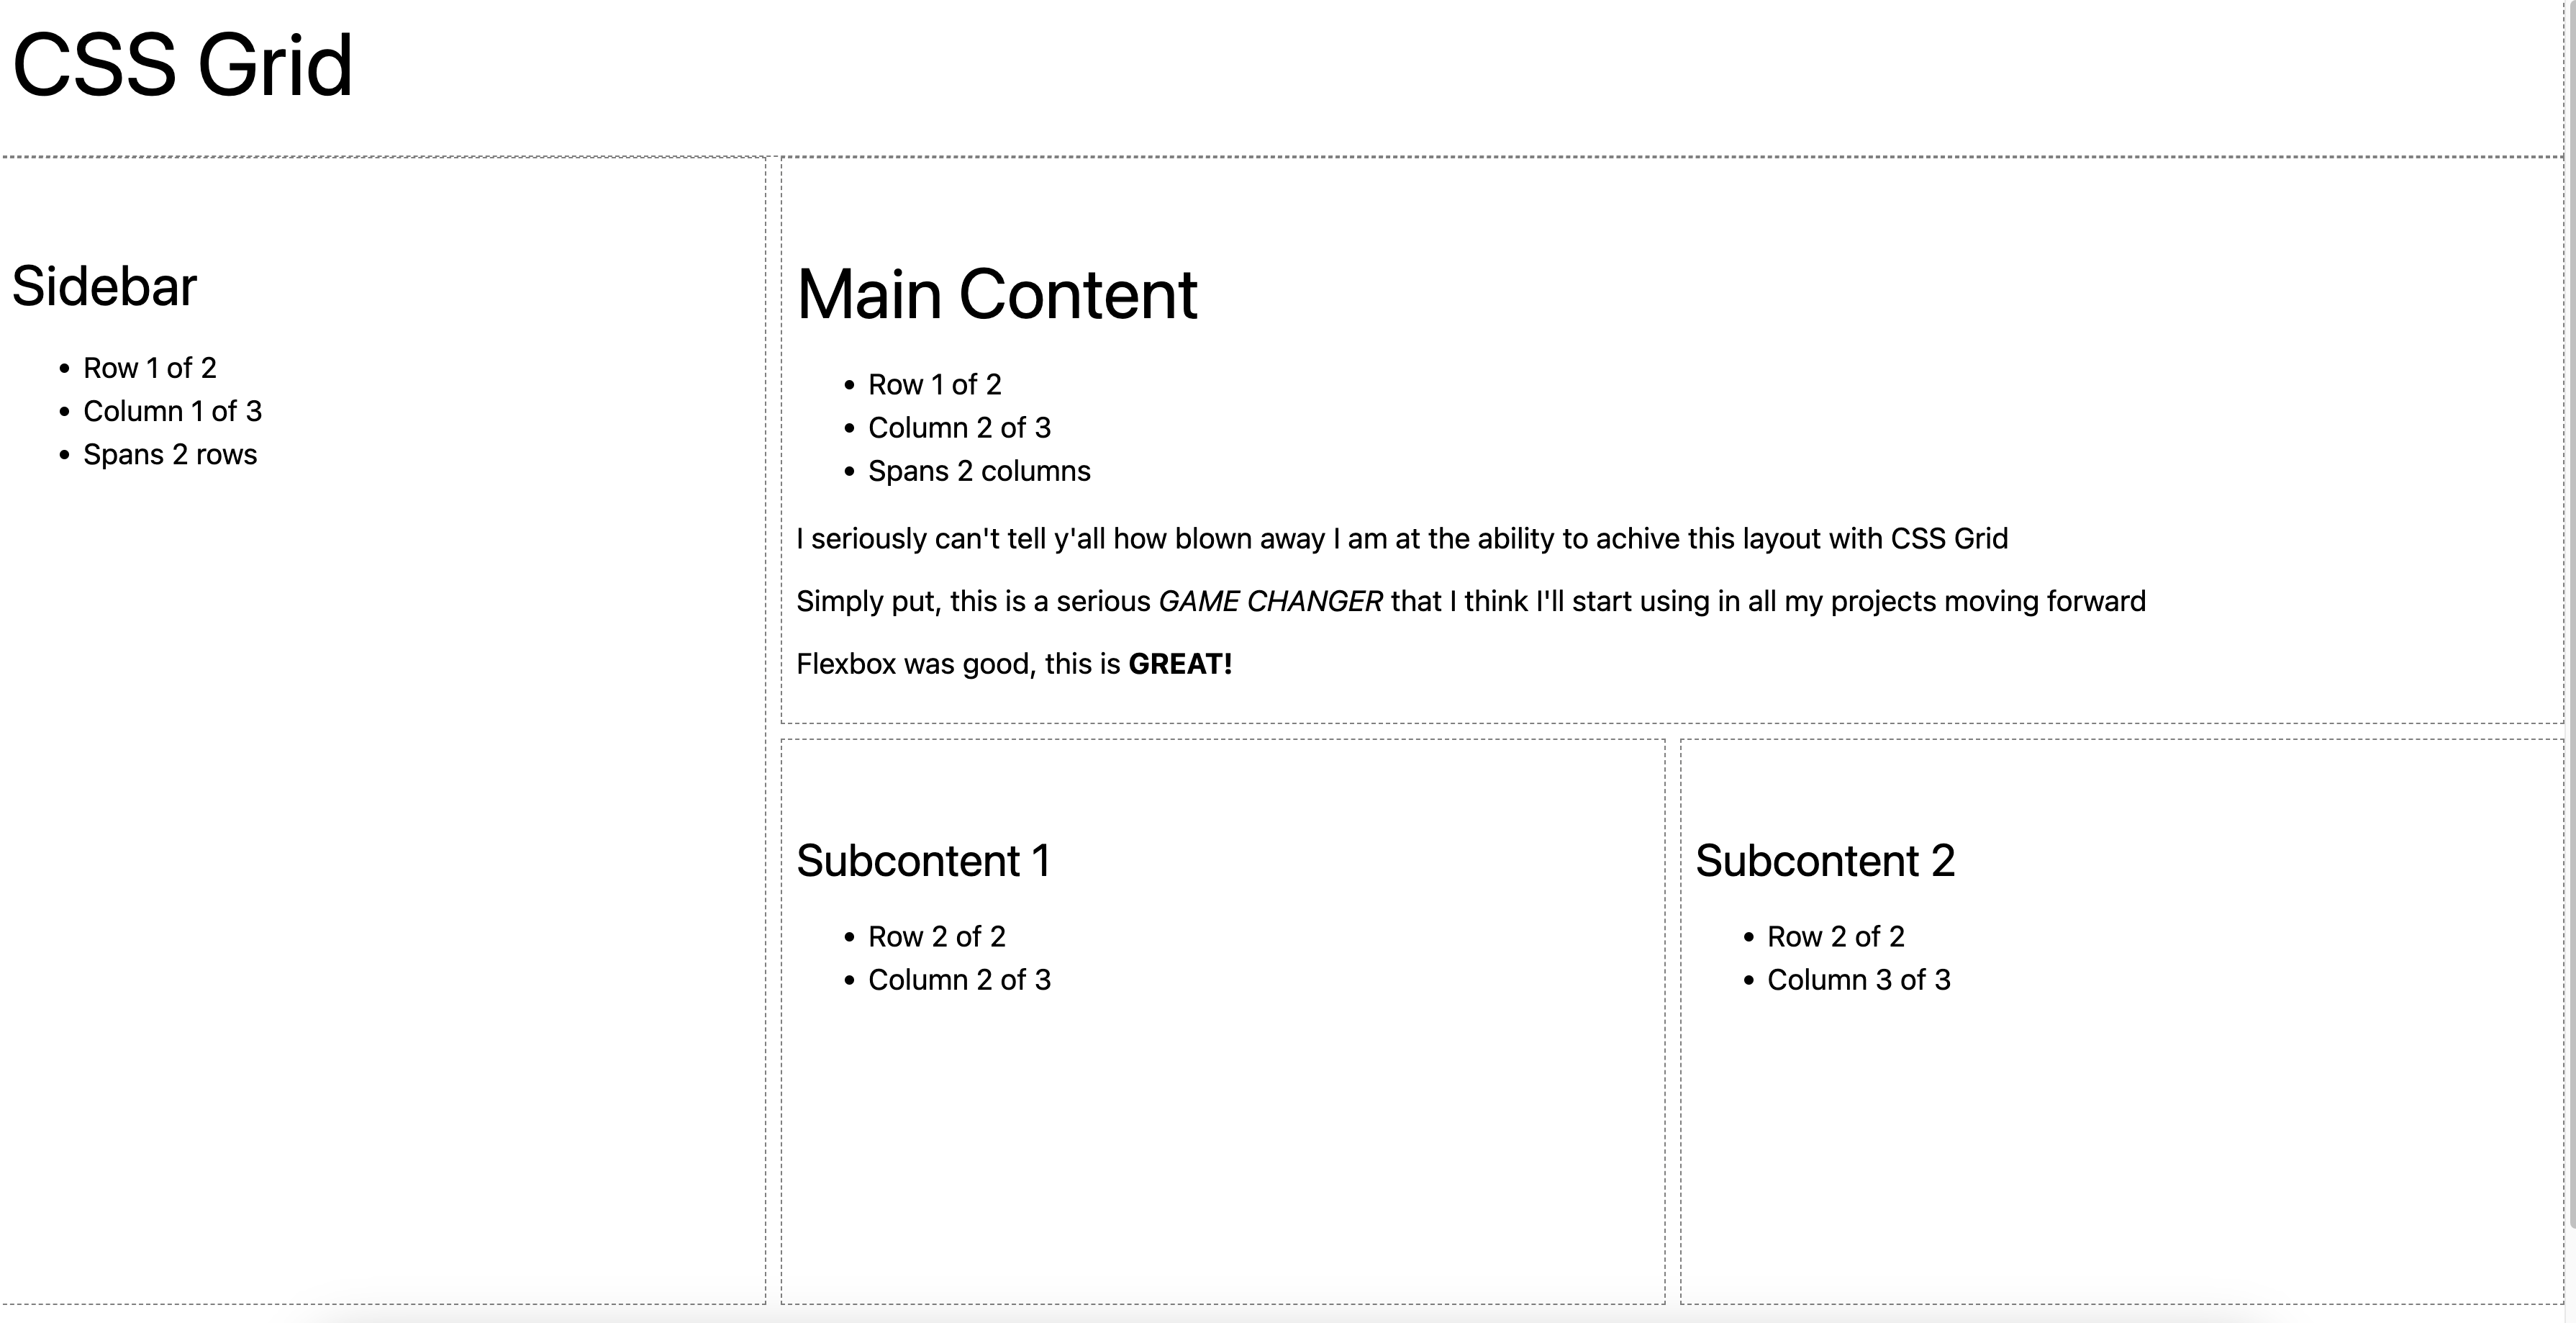 CSS Grid
Sidebar
• Row 1 of 2
• Column 1 of 3
• Spans 2 rows
Main Content
• Row 1 of 2
• Column 2 of 3
• Spans 2 columns
I seriously can't tell y'all how blown away I am at the ability to achive this layout with CSS Grid
Simply put, this is a serious GAME CHANGER that I think I'll start using in all my projects moving forward
Flexbox was good, this is GREAT!
Subcontent 1
• Row 2 of 2
• Column 2 of 3
Subcontent 2
• Row 2 of 2
• Column 3 of 3